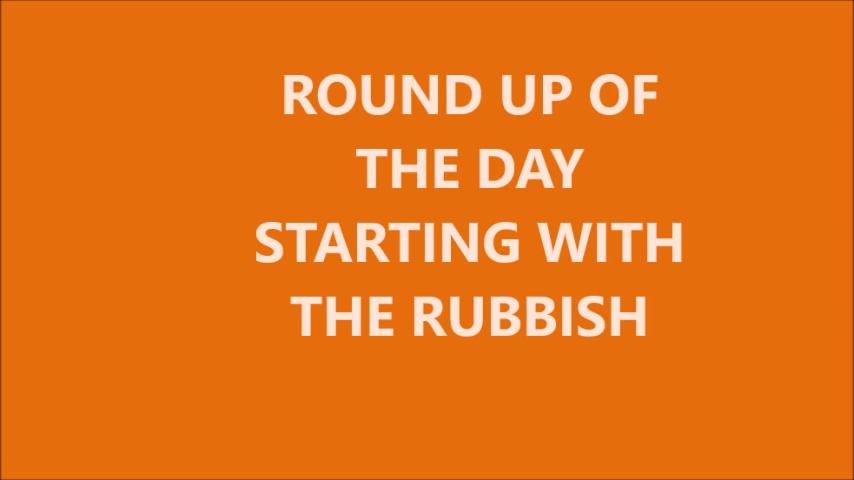 ROUND UP OF
THE DAY
STARTING WITH
THE RUBBISH